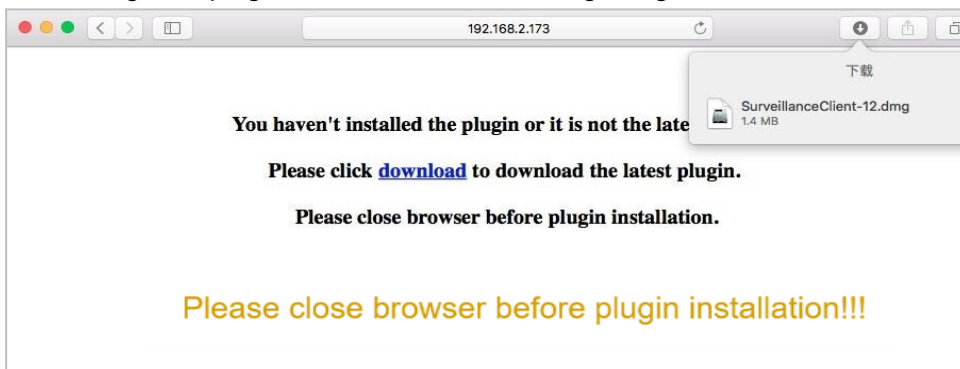 192.168.2.173
下载
SurveillanceClient-12.dmg
1.4 MB
You haven't installed the plugin or it is not the late
Please click download to download the latest plugin.
Please close browser before plugin installation.
Please close browser before plugin installation!!!